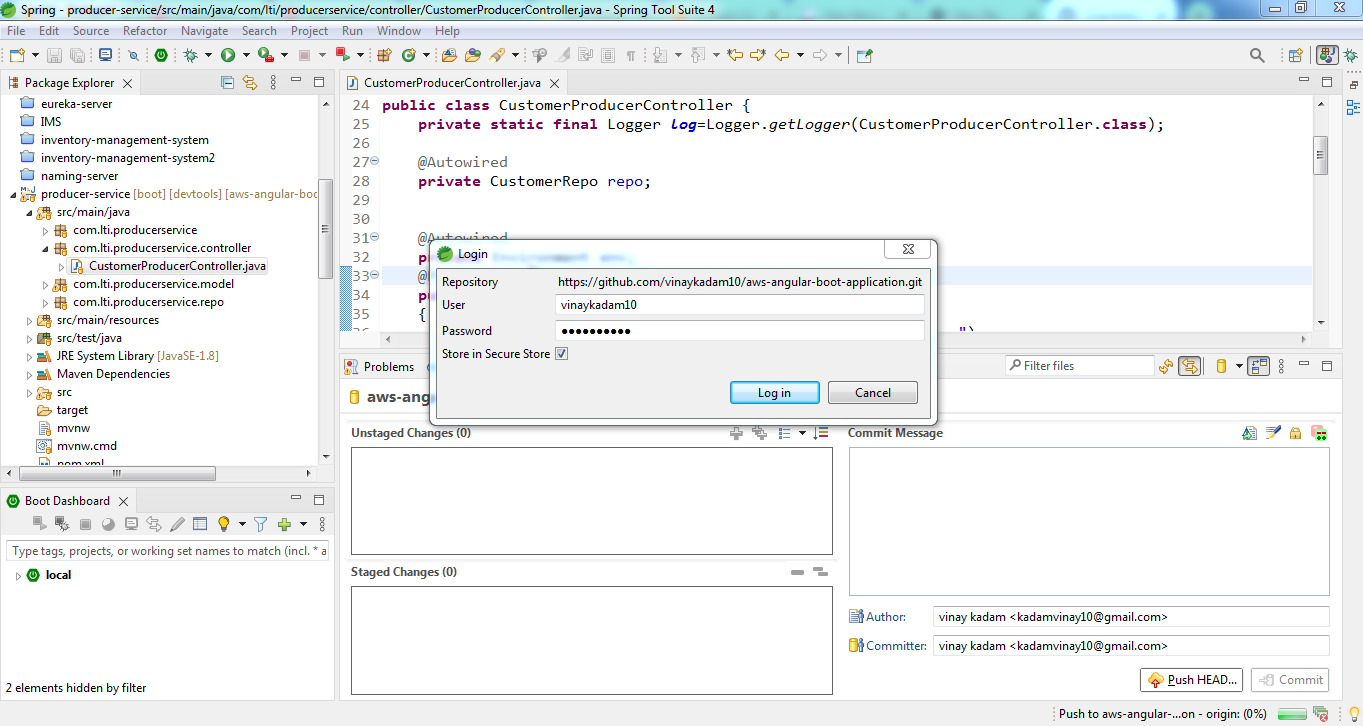 Spring - producer-service/src/main/java/com/lti/producerservice/controller/CustomerProducerController.java - Spring Tool Suite 4
File Edit Source Refactor Navigate Search Project Run Window Help
Package Explorer
eureka-server
IMS
inventory-management-system
inventory-management-system2
naming-server
producer-service [boot] [devtools] [aws-angular-boo
src/main/java
com.lti.producerservice
com.lti.producerservice.controller
CustomerProducerController.java
com.lti.producerservice.model
com.lti.producerservice.repo
src/main/resources
src/test/java
JRE System Library [JavaSE-1.8]
Maven Dependencies
src
target
mvnw
mvnw.cmd
pom.xml
CustomerProducerController.java
24 public class CustomerProducerController {
25 private static final Logger log=Logger.getLogger(CustomerProducerController.class);
26
27 @Autowired
28 private CustomerRepo repo;
29
30
31 @Autowired
32
33
34
35 {
36 ")
Login
Repository https://github.com/vinaykadam10/aws-angular-boot-application.git
User vinaykadam10
Password ●●●●●●●●●●
Store in Secure Store
Log in Cancel
Problems
Filter files
aws-ang
Unstaged Changes (0)
Staged Changes (0)
Commit Message
Author: vinay kadam <kadamvinay10@gmail.com>
Committer: vinay kadam <kadamvinay10@gmail.com>
Push HEAD... Commit
Boot Dashboard
Type tags, projects, or working set names to match (incl. * a
local
2 elements hidden by filter
Push to aws-angular-...on - origin: (0%)